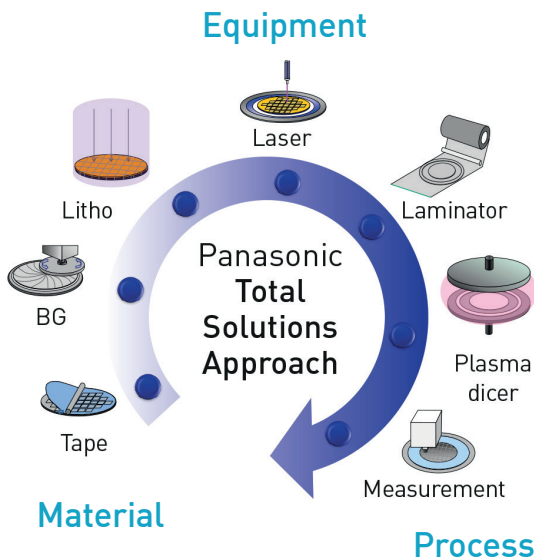 Equipment
Laser
Litho
Laminator
Panasonic
Total
Solutions
Approach
BG
Plasma
dicer
Tape
Measurement
Material
Process